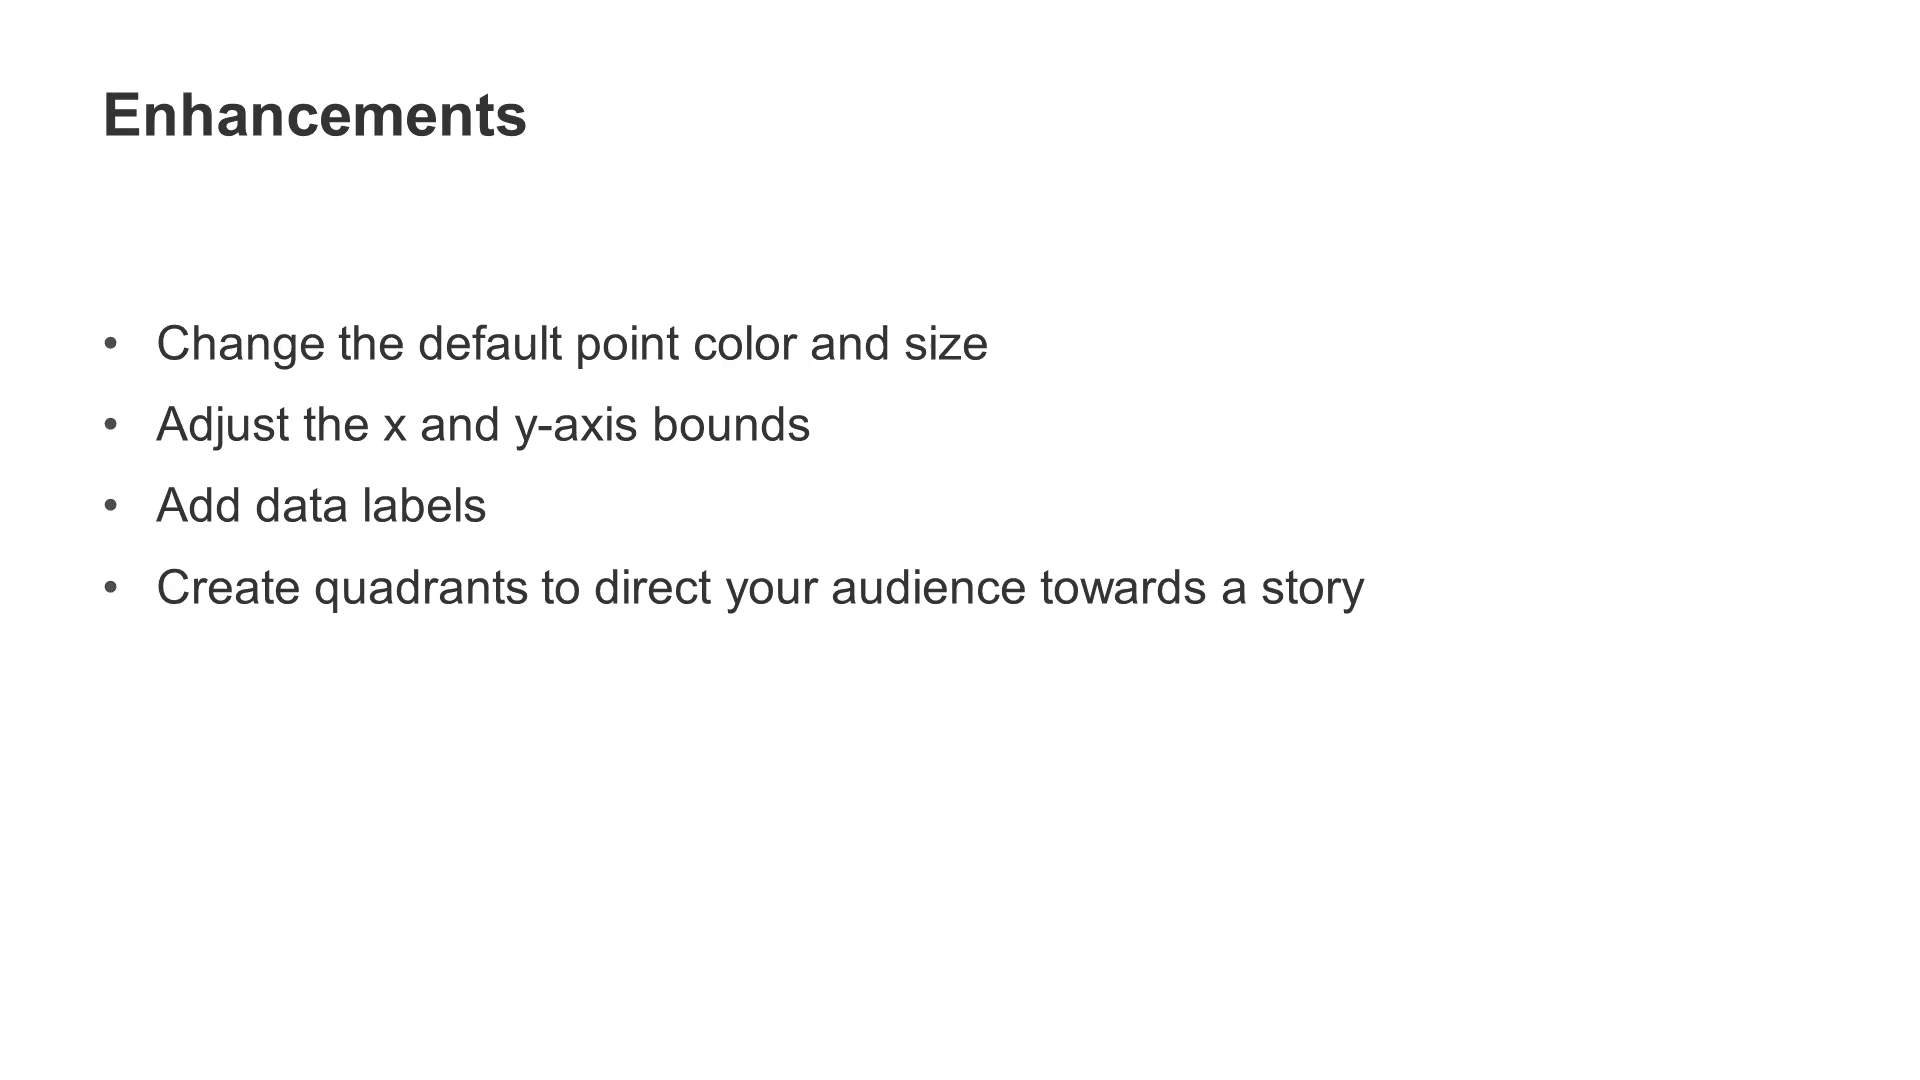 Enhancements
• Change the default point color and size
• Adjust the x and y-axis bounds
• Add data labels
• Create quadrants to direct your audience towards a story